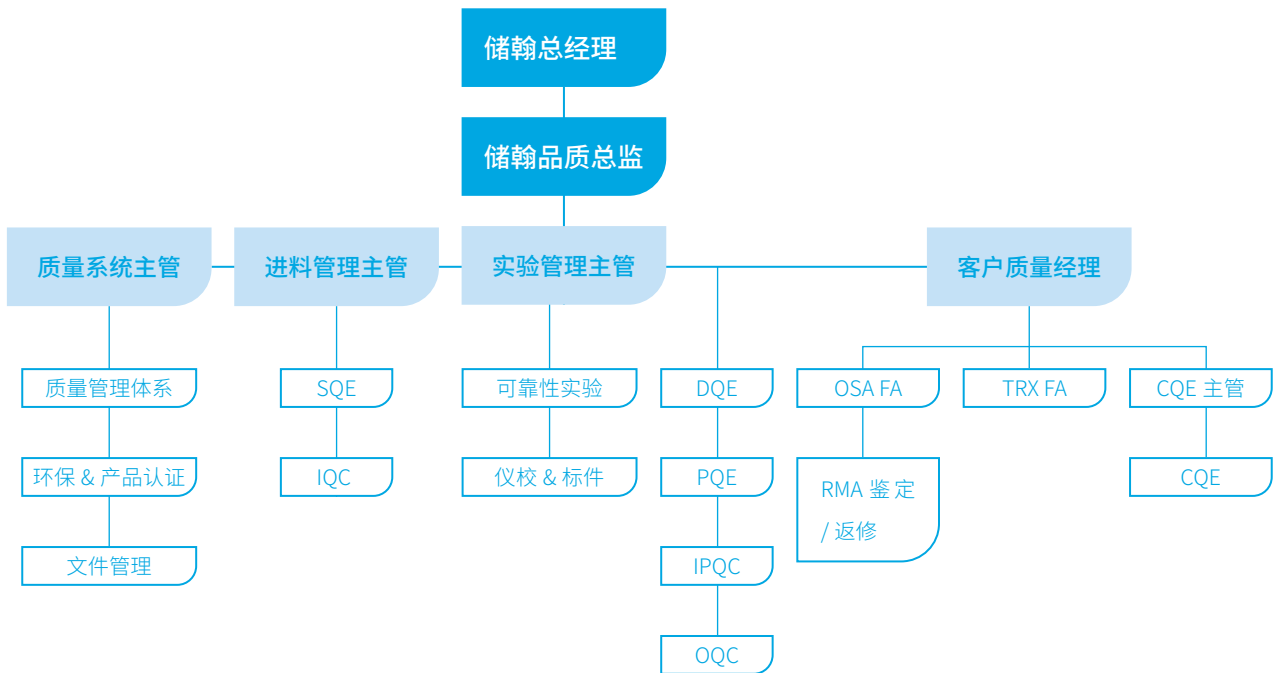 储翰总经理
储翰品质总监
质量系统主管
进料管理主管
实验管理主管
客户质量经理
质量管理体系
SQE
可靠性实验
DQE
OSA FA
TRX FA
CQE 主管
环保 & 产品认证
IQC
仪校 & 标件
PQE
RMA 鉴定
/ 返修
CQE
文件管理
IPQC
OQC